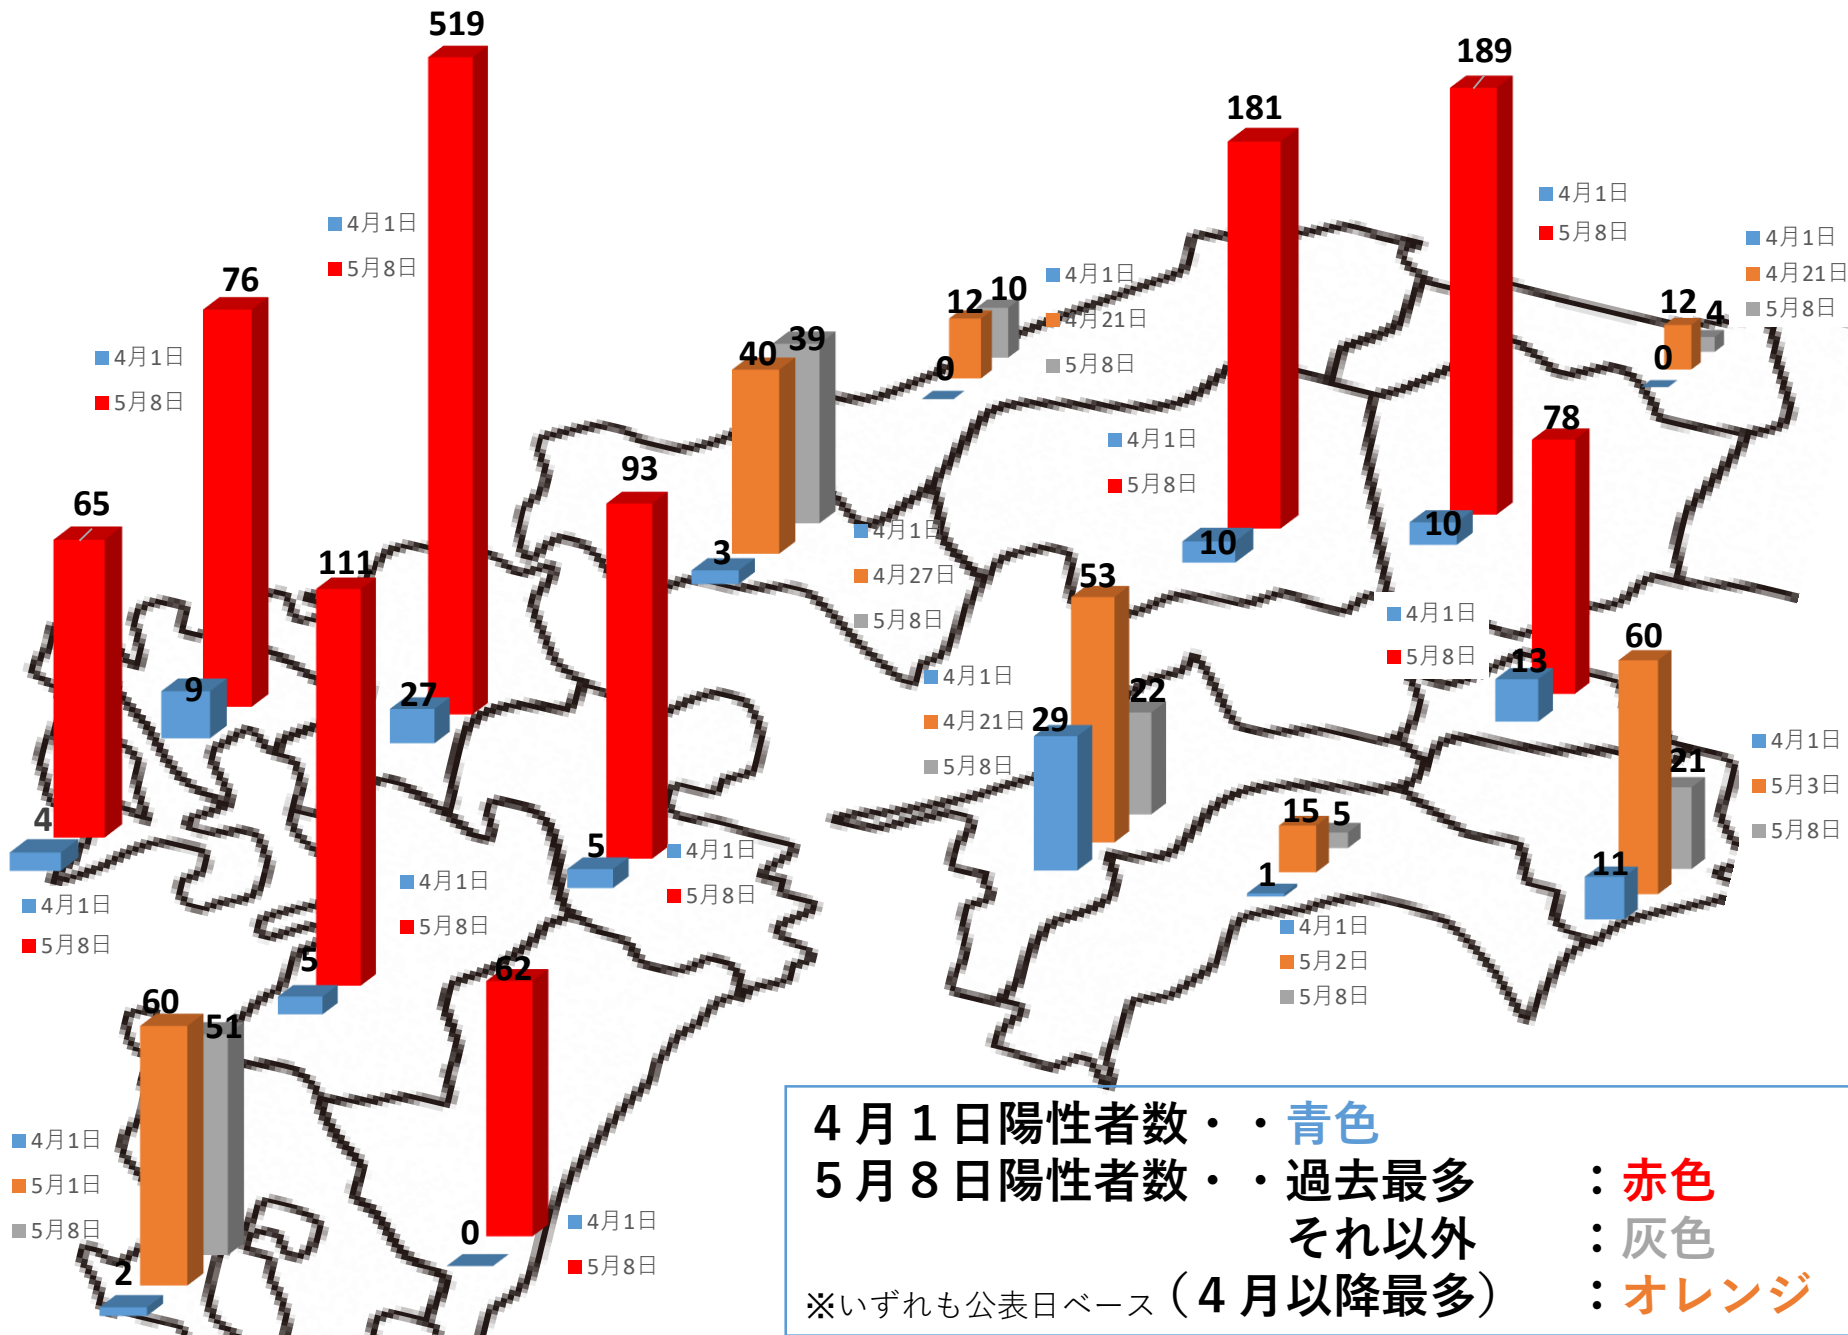 519
4月1日
5月8日
76
4月1日
5月8日
65
4
4月1日
5月8日
9
111
5
4月1日
5月8日
27
93
5
4月1日
5月8日
40
39
3
4月1日
4月27日
5月8日
12
10
0
4月1日
4月21日
5月8日
181
10
4月1日
5月8日
189
10
4月1日
5月8日
4月1日
4月21日
5月8日
12
4
0
78
13
4月1日
5月8日
53
29
22
4月1日
4月21日
5月8日
60
21
11
4月1日
5月3日
5月8日
15
5
1
4月1日
5月2日
5月8日
60
51
2
4月1日
5月1日
5月8日
62
0
4月1日
5月8日
4月1日陽性者数・・青色
5月8日陽性者数・・過去最多 ：赤色
それ以外 ：灰色
※いずれも公表日ベース（4月以降最多） ：オレンジ